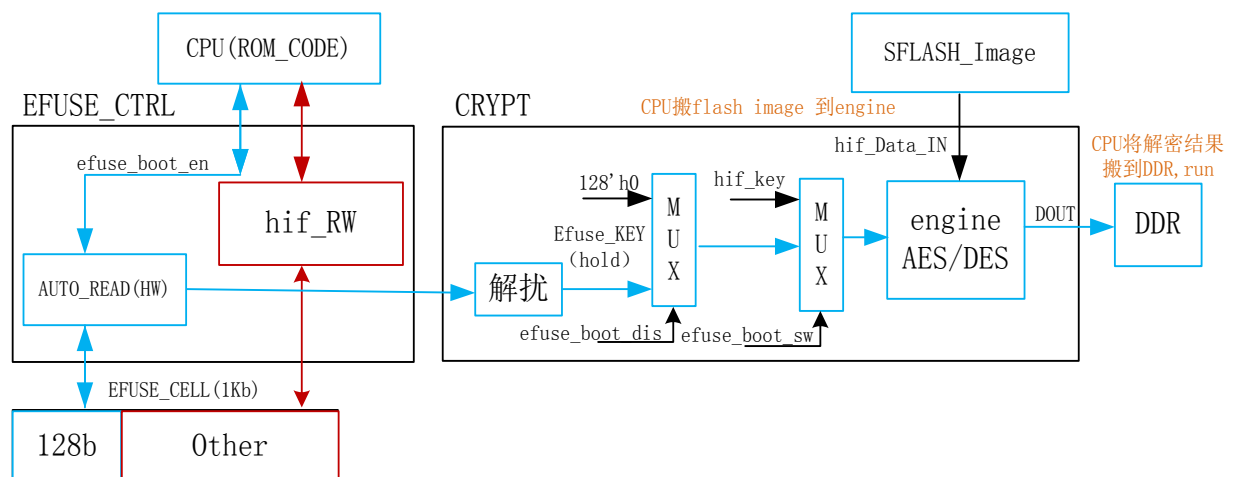 CPU(ROM_CODE)
SFLASH_Image
EFUSE_CTRL
CRYPT
CPU搬flash image 到engine
efuse_boot_en
hif_Data_IN
CPU将解密结果
搬到DDR,run
hif_RW
128'h0
hif_key
MUX
MUX
Efuse_KEY
(hold)
engine
AES/DES
DOUT
DDR
AUTO_READ(HW)
解扰
efuse_boot_dis
efuse_boot_sw
EFUSE_CELL(1Kb)
128b
Other